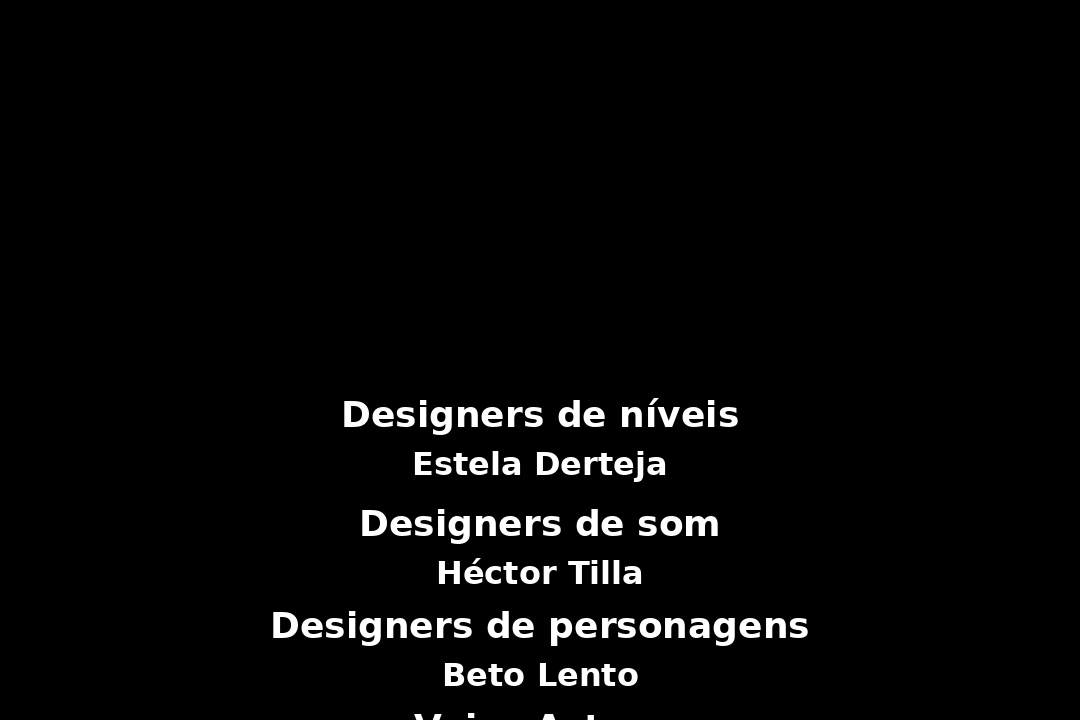 Designers de níveis
Estela Derteja
Designers de som
Héctor Tilla
Designers de personagens
Beto Lento